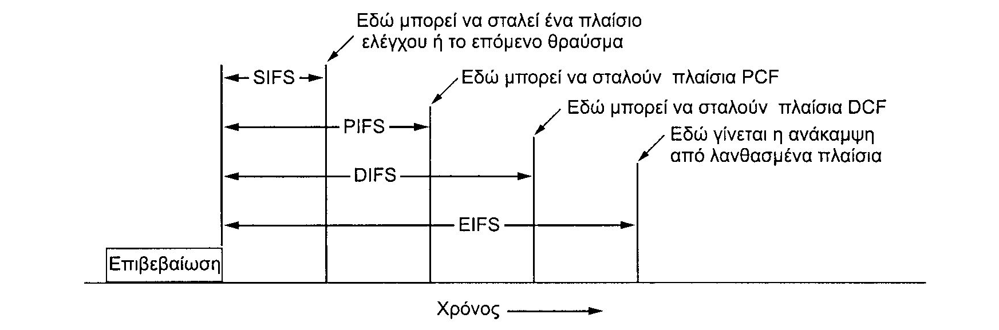 Εδώ μπορεί να σταλεί ένα πλαίσιο
ελέγχου ή το επόμενο θραύσμα
SIFS
Εδώ μπορεί να σταλούν πλαίσια PCF
Εδώ μπορεί να σταλούν πλαίσια DCF
PIFS
Εδώ γίνεται η ανάκαμψη
από λανθασμένα πλαίσια
DIFS
EIFS
Επιβεβαίωση
Χρόνος